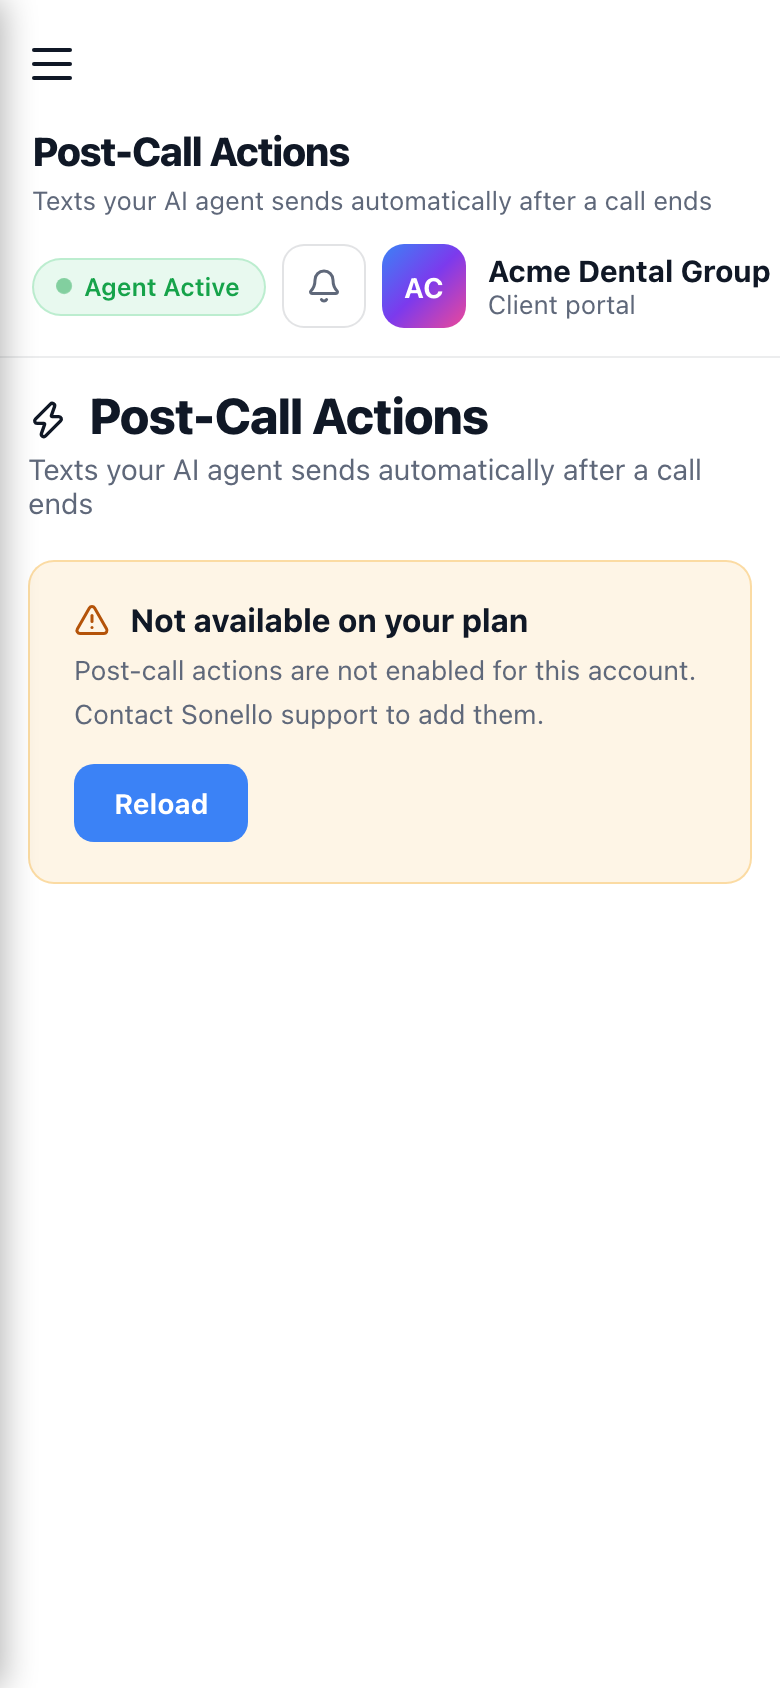 Post-Call Actions
Texts your AI agent sends automatically after a call ends
Agent Active
AC
Acme Dental Group
Client portal
Post-Call Actions
Texts your AI agent sends automatically after a call
ends
Not available on your plan
Post-call actions are not enabled for this account.
Contact Sonello support to add them.
Reload